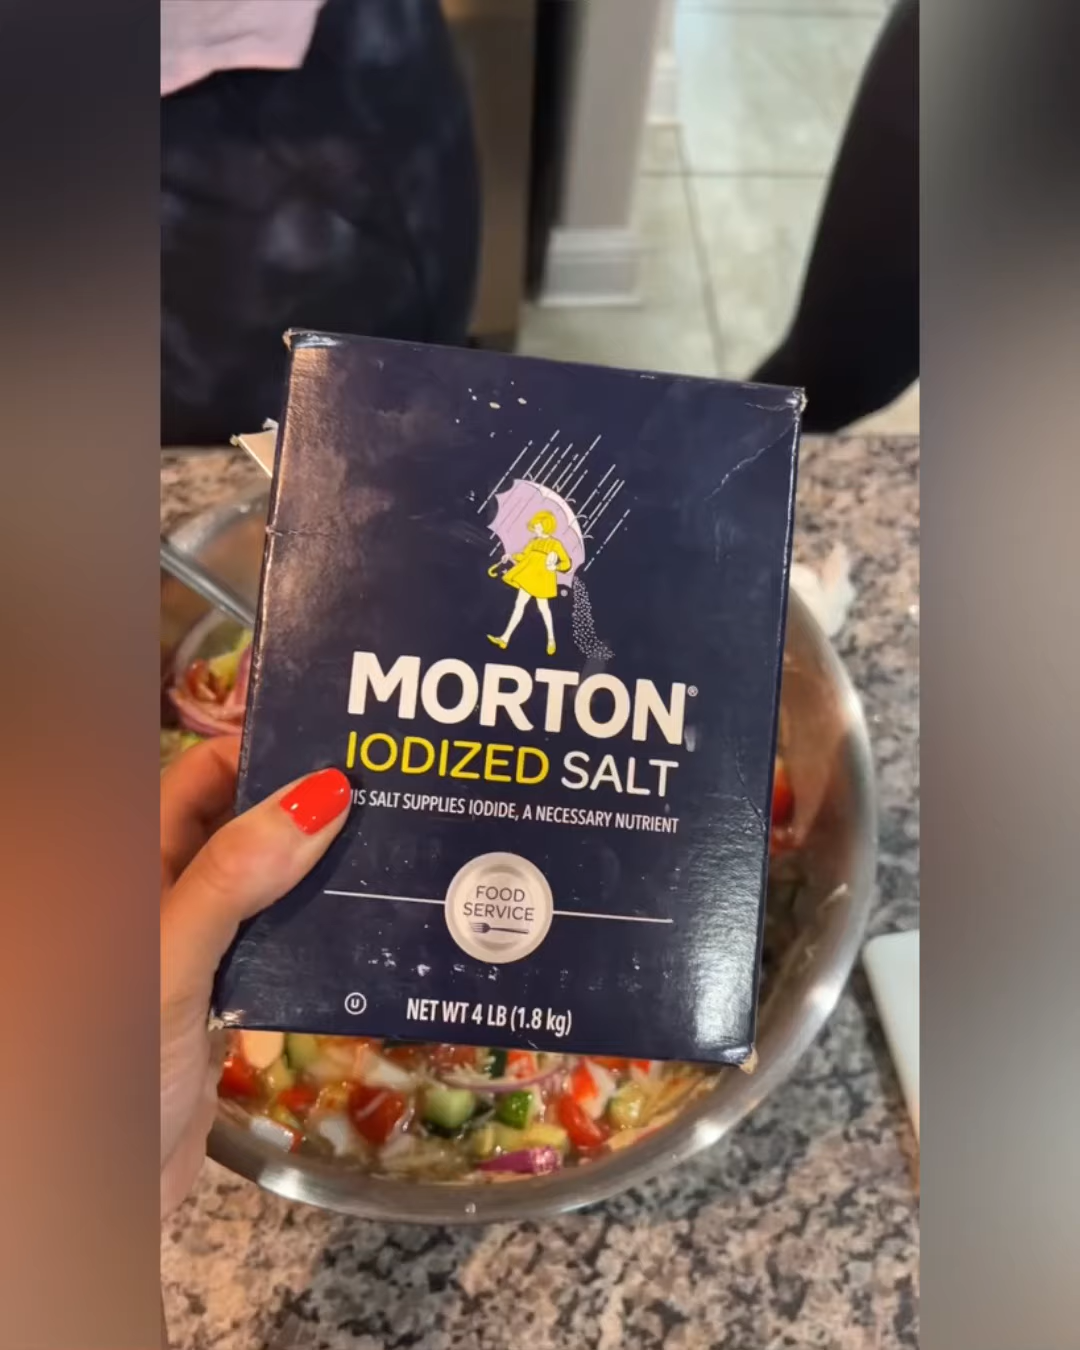 MORTON®
IODIZED SALT
IS SALT SUPPLIES IODIDE, A NECESSARY NUTRIENT
FOOD
SERVICE
U
NET WT 4 LB (1.8 kg)